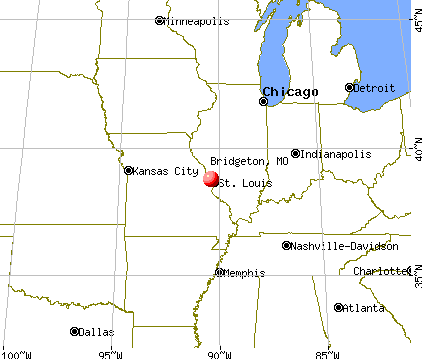 Minneapolis
45°N
Detroit
Chicago
40°N
Indianapolis
Bridgeton, MO
Kansas City
St. Louis
Nashville-Davidson
Memphis
Charlotte
35°N
Atlanta
Dallas
100°W
95°W
90°W
85°W